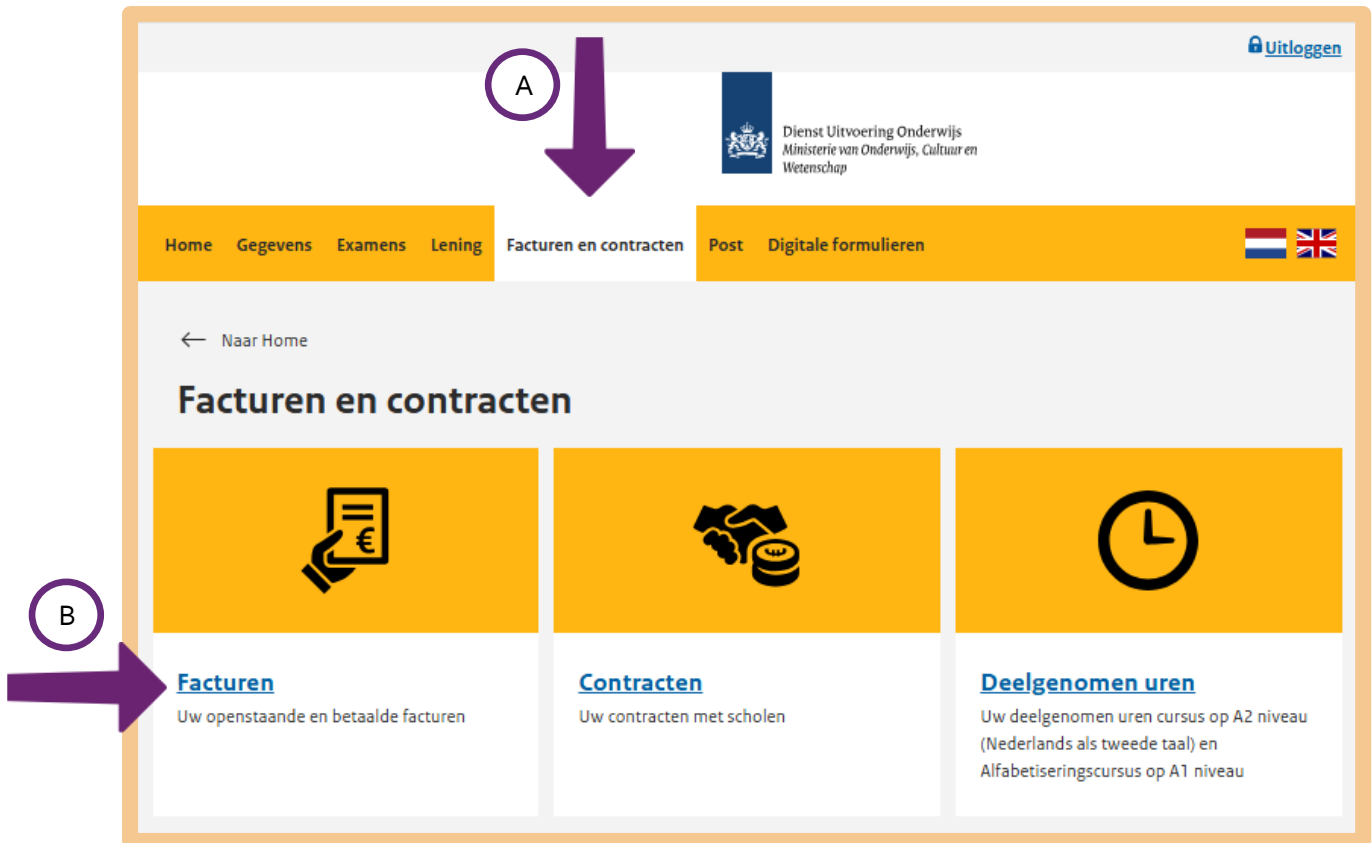 Uitloggen
A
Dienst Uitvoering Onderwijs
Ministerie van Onderwijs, Cultuur en
Wetenschap
Home Gegevens Examens Lening Facturen en contracten Post Digitale formulieren
← Naar Home
Facturen en contracten
€
B
Facturen
Uw openstaande en betaalde facturen
Contracten
Uw contracten met scholen
Deelgenomen uren
Uw deelgenomen uren cursus op A2 niveau
(Nederlands als tweede taal) en
Alfabetiseringscursus op A1 niveau